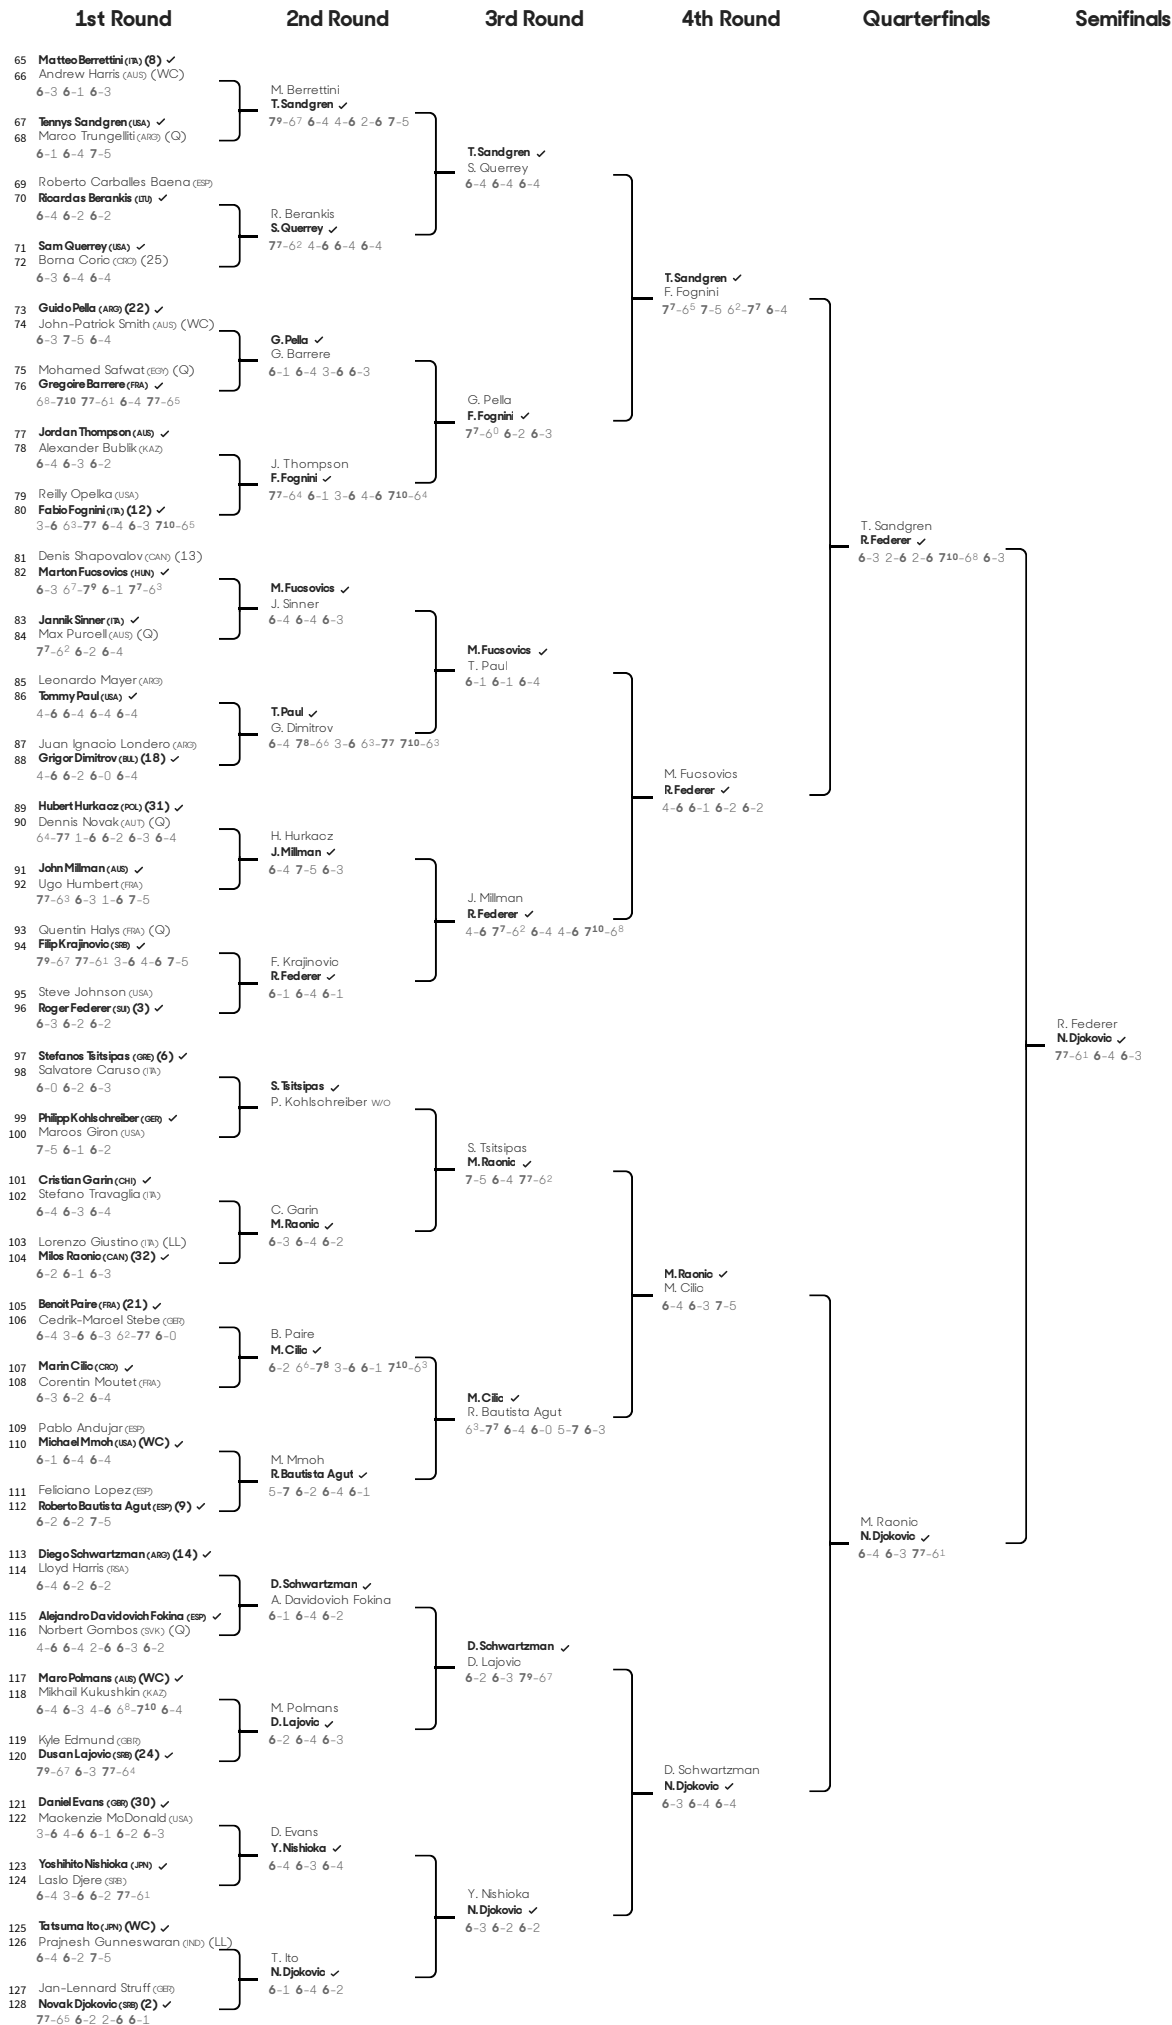 1st Round
2nd Round
3rd Round
4th Round
Quarterfinals
Semifinals
65 Matteo Berrettini (ITA) (8) ✓
66 Andrew Harris (AUS) (WC)
6-3 6-1 6-3
67 Tennys Sandgren (USA) ✓
68 Marco Trungelliti (ARG) (Q)
6-1 6-4 7-5
69 Roberto Carballes Baena (ESP)
70 Ricardas Berankis (LTU) ✓
6-4 6-2 6-2
71 Sam Querrey (USA) ✓
72 Borna Coric (CRO) (25)
6-3 6-4 6-4
73 Guido Pella (ARG) (22) ✓
74 John-Patrick Smith (AUS) (WC)
6-3 7-5 6-4
75 Mohamed Safwat (EGY) (Q)
76 Gregoire Barrere (FRA) ✓
6⁸-7¹⁰ 7⁷-6¹ 6-4 7⁷-6⁵
77 Jordan Thompson (AUS) ✓
78 Alexander Bublik (KAZ)
6-4 6-3 6-2
79 Reilly Opelka (USA)
80 Fabio Fognini (ITA) (12) ✓
3-6 6³-7⁷ 6-4 6-3 7¹⁰-6⁵
81 Denis Shapovalov (CAN) (13)
82 Marton Fucsovics (HUN) ✓
6-3 6⁷-7⁹ 6-1 7⁷-6³
83 Jannik Sinner (ITA) ✓
84 Max Purcell (AUS) (Q)
7⁷-6² 6-2 6-4
85 Leonardo Mayer (ARG)
86 Tommy Paul (USA) ✓
4-6 6-4 6-4 6-4
87 Juan Ignacio Londero (ARG)
88 Grigor Dimitrov (BUL) (18) ✓
4-6 6-2 6-0 6-4
89 Hubert Hurkacz (POL) (31) ✓
90 Dennis Novak (AUT) (Q)
6⁴-7⁷ 1-6 6-2 6-3 6-4
91 John Millman (AUS) ✓
92 Ugo Humbert (FRA)
7⁷-6³ 6-3 1-6 7-5
93 Quentin Halys (FRA) (Q)
94 Filip Krajinovic (SRB) ✓
7⁹-6⁷ 7⁷-6¹ 3-6 4-6 7-5
95 Steve Johnson (USA)
96 Roger Federer (SUI) (3) ✓
6-3 6-2 6-2
97 Stefanos Tsitsipas (GRE) (6) ✓
98 Salvatore Caruso (ITA)
6-0 6-2 6-3
99 Philipp Kohlschreiber (GER) ✓
100 Marcos Giron (USA)
7-5 6-1 6-2
101 Cristian Garin (CHI) ✓
102 Stefano Travaglia (ITA)
6-4 6-3 6-4
103 Lorenzo Giustino (ITA) (LL)
104 Milos Raonic (CAN) (32) ✓
6-2 6-1 6-3
105 Benoit Paire (FRA) (21) ✓
106 Cedrik-Marcel Stebe (GER)
6-4 3-6 6-3 6²-7⁷ 6-0
107 Marin Cilic (CRO) ✓
108 Corentin Moutet (FRA)
6-3 6-2 6-4
109 Pablo Andujar (ESP)
110 Michael Mmoh (USA) (WC) ✓
6-1 6-4 6-4
111 Feliciano Lopez (ESP)
112 Roberto Bautista Agut (ESP) (9) ✓
6-2 6-2 7-5
113 Diego Schwartzman (ARG) (14) ✓
114 Lloyd Harris (RSA)
6-4 6-2 6-2
115 Alejandro Davidovich Fokina (ESP) ✓
116 Norbert Gombos (SVK) (Q)
4-6 6-4 2-6 6-3 6-2
117 Marc Polmans (AUS) (WC) ✓
118 Mikhail Kukushkin (KAZ)
6-4 6-3 4-6 6⁸-7¹⁰ 6-4
119 Kyle Edmund (GBR)
120 Dusan Lajovic (SRB) (24) ✓
7⁹-6⁷ 6-3 7⁷-6⁴
121 Daniel Evans (GBR) (30) ✓
122 Mackenzie McDonald (USA)
3-6 4-6 6-1 6-2 6-3
123 Yoshihito Nishioka (JPN) ✓
124 Laslo Djere (SRB)
6-4 3-6 6-2 7⁷-6¹
125 Tatsuma Ito (JPN) (WC) ✓
126 Prajnesh Gunneswaran (IND) (LL)
6-4 6-2 7-5
127 Jan-Lennard Struff (GER)
128 Novak Djokovic (SRB) (2) ✓
7⁷-6⁵ 6-2 2-6 6-1
M. Berrettini
T. Sandgren ✓
7⁹-6⁷ 6-4 4-6 2-6 7-5
R. Berankis
S. Querrey ✓
7⁷-6² 4-6 6-4 6-4
G. Pella ✓
G. Barrere
6-1 6-4 3-6 6-3
J. Thompson
F. Fognini ✓
7⁷-6⁴ 6-1 3-6 4-6 7¹⁰-6⁴
M. Fucsovics ✓
J. Sinner
6-4 6-4 6-3
T. Paul ✓
G. Dimitrov
6-4 7⁸-6⁶ 3-6 6³-7⁷ 7¹⁰-6³
H. Hurkacz
J. Millman ✓
6-4 7-5 6-3
F. Krajinovic
R. Federer ✓
6-1 6-4 6-1
S. Tsitsipas ✓
P. Kohlschreiber W/O
C. Garin
M. Raonic ✓
6-3 6-4 6-2
B. Paire
M. Cilic ✓
6-2 6⁶-7⁸ 3-6 6-1 7¹⁰-6³
M. Mmoh
R. Bautista Agut ✓
5-7 6-2 6-4 6-1
D. Schwartzman ✓
A. Davidovich Fokina
6-1 6-4 6-2
M. Polmans
D. Lajovic ✓
6-2 6-4 6-3
D. Evans
Y. Nishioka ✓
6-4 6-3 6-4
T. Ito
N. Djokovic ✓
6-1 6-4 6-2
T. Sandgren ✓
S. Querrey
6-4 6-4 6-4
G. Pella
F. Fognini ✓
7⁷-6⁰ 6-2 6-3
M. Fucsovics ✓
T. Paul
6-1 6-1 6-4
J. Millman
R. Federer ✓
4-6 7⁷-6² 6-4 4-6 7¹⁰-6⁸
S. Tsitsipas
M. Raonic ✓
7-5 6-4 7⁷-6²
M. Cilic ✓
R. Bautista Agut
6³-7⁷ 6-4 6-0 5-7 6-3
D. Schwartzman ✓
D. Lajovic
6-2 6-3 7⁹-6⁷
Y. Nishioka
N. Djokovic ✓
6-3 6-2 6-2
T. Sandgren ✓
F. Fognini
7⁷-6⁵ 7-5 6²-7⁷ 6-4
M. Fucsovics
R. Federer ✓
4-6 6-1 6-2 6-2
M. Raonic ✓
M. Cilic
6-4 6-3 7-5
D. Schwartzman
N. Djokovic ✓
6-3 6-4 6-4
T. Sandgren
R. Federer ✓
6-3 2-6 2-6 7¹⁰-6⁸ 6-3
M. Raonic
N. Djokovic ✓
6-4 6-3 7⁷-6¹
R. Federer
N. Djokovic ✓
7⁷-6¹ 6-4 6-3